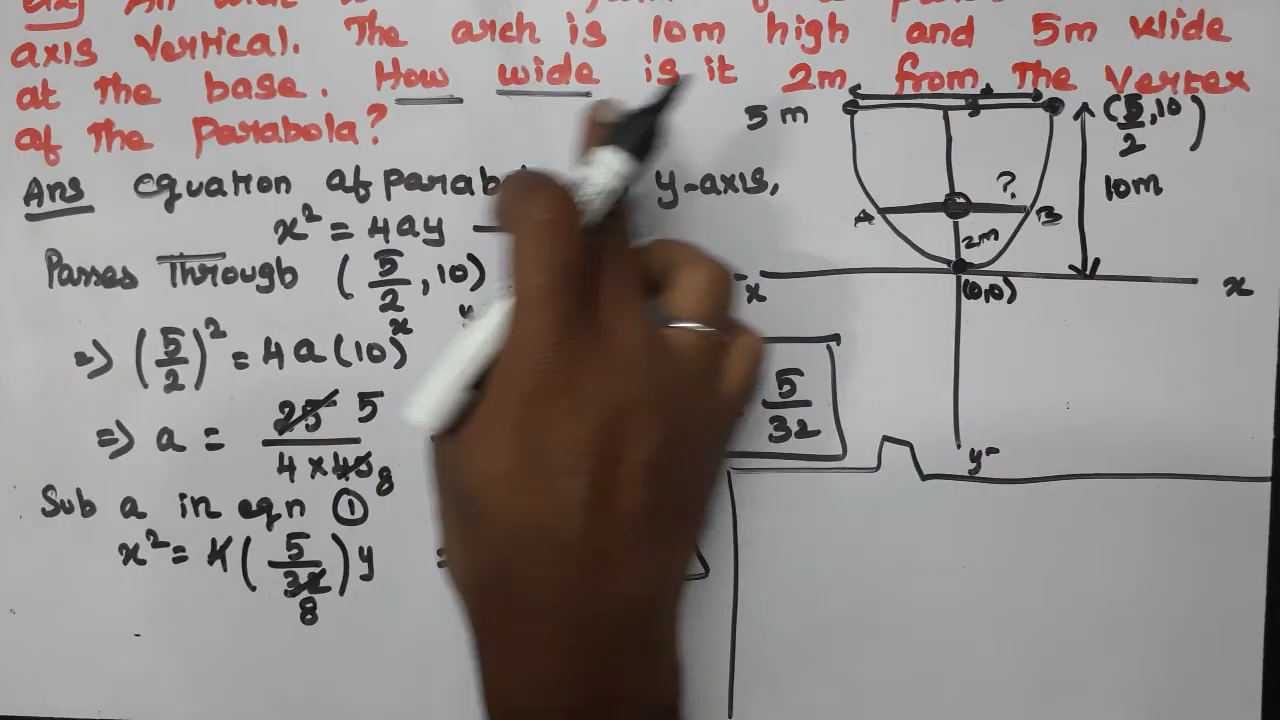 axis Vertical. The arch is 10m high and 5m Wide
at the base. How wide is it 2m from The Vertex
of The Parabola?
5 m
(5/2, 10)
10m
Ans equation of parab y-axis,
x² = 4ay
Passes Through (5/2, 10)
x
?
A B
2m
(0,0)
-x x
y-
=> (5/2)² = 4a(10)
=> a = 25 5 / 4 × 40 8
5/32
Sub a in eqn ①
x² = 4 (5/32) y =
8